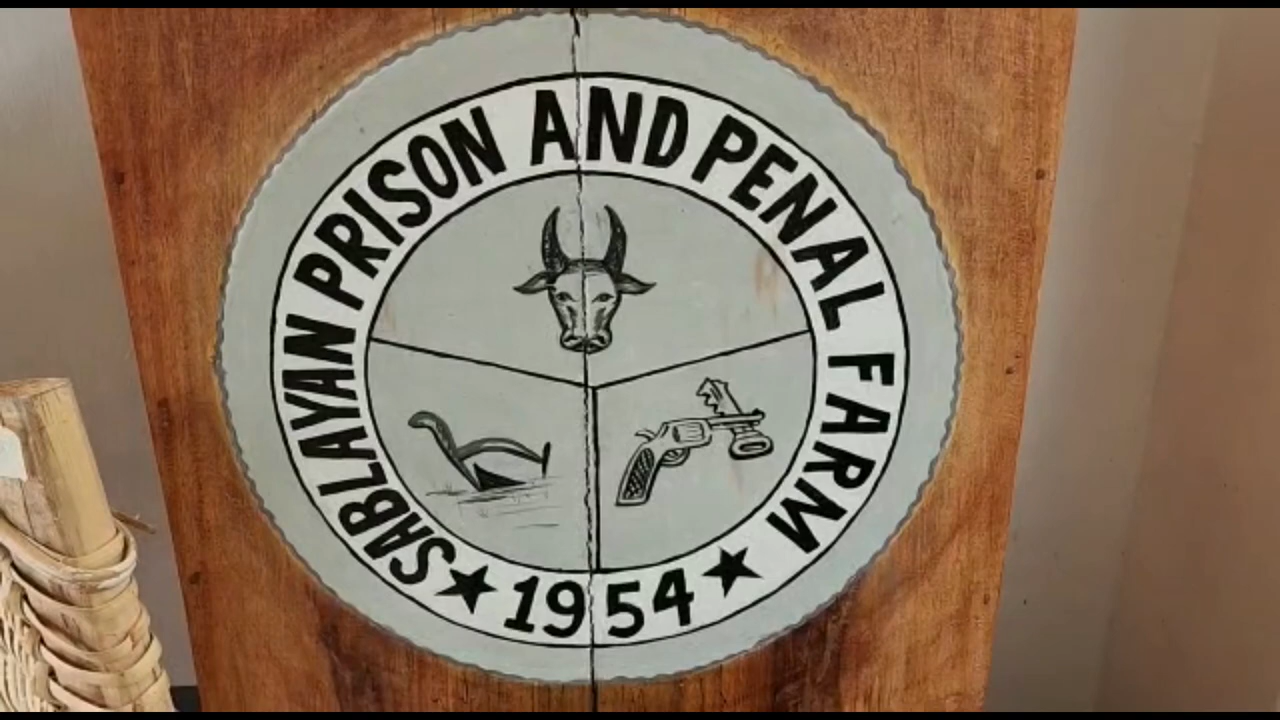 SABLAYAN PRISON AND PENAL FARM
★ 1954 ★